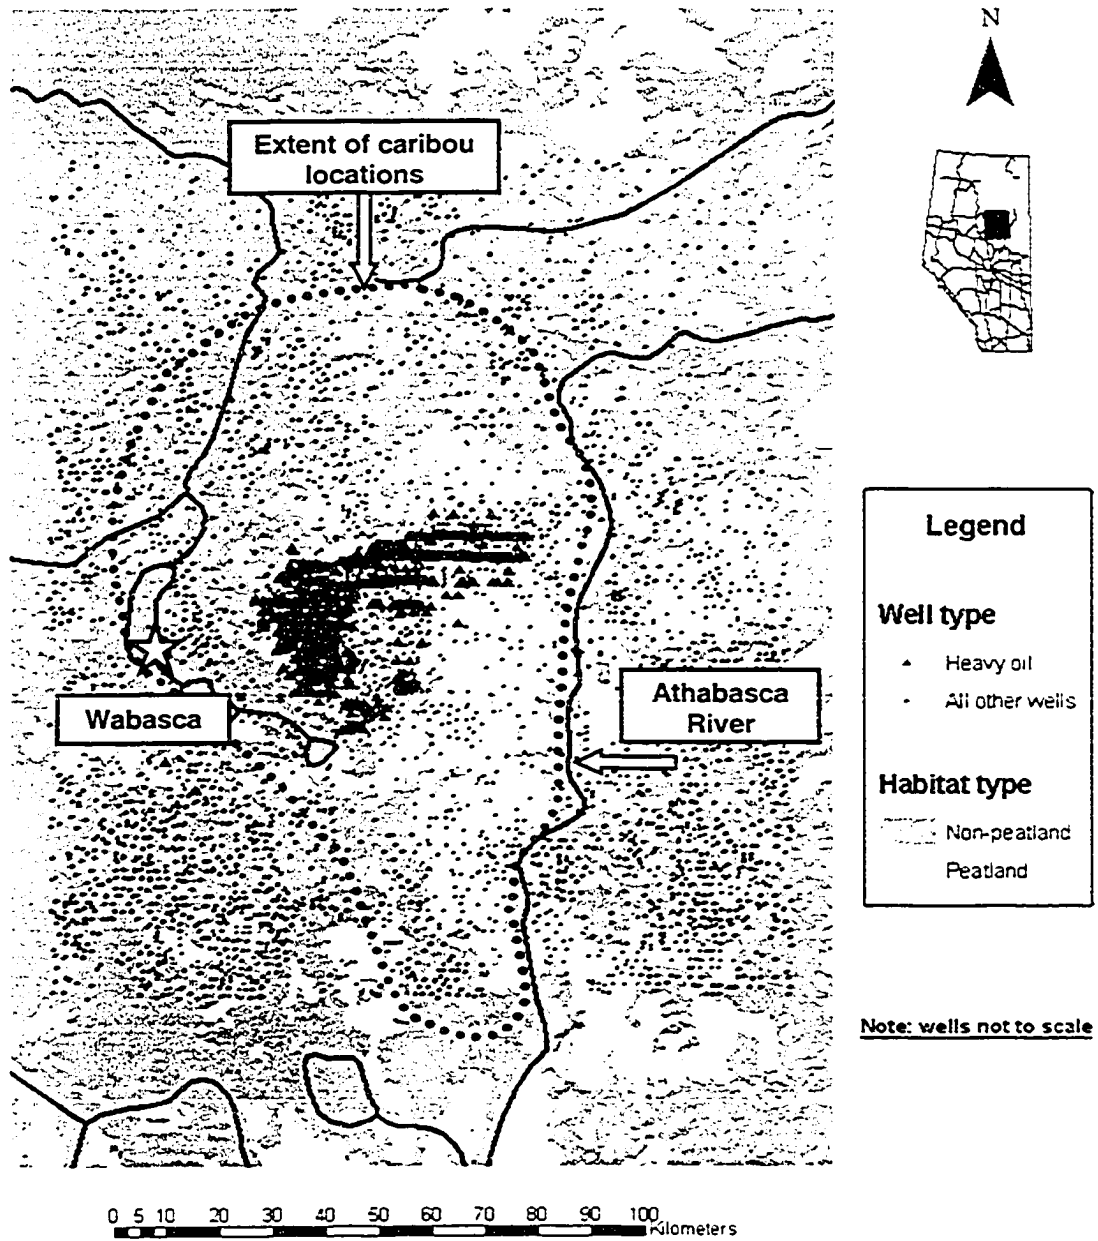 N
Extent of caribou
locations
Legend
Well type
Heavy oil
All other wells
Athabasca
River
Wabasca
Habitat type
Non-peatland
Peatland
Note: wells not to scale
0 5 10 20 30 40 50 60 70 80 90 100
Kilometers